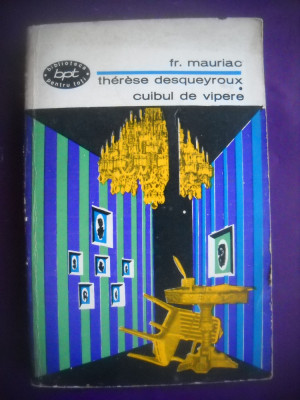 biblioteca
bpt
pentru toți
fr. mauriac
thérèse desqueyroux
cuibul de vipere